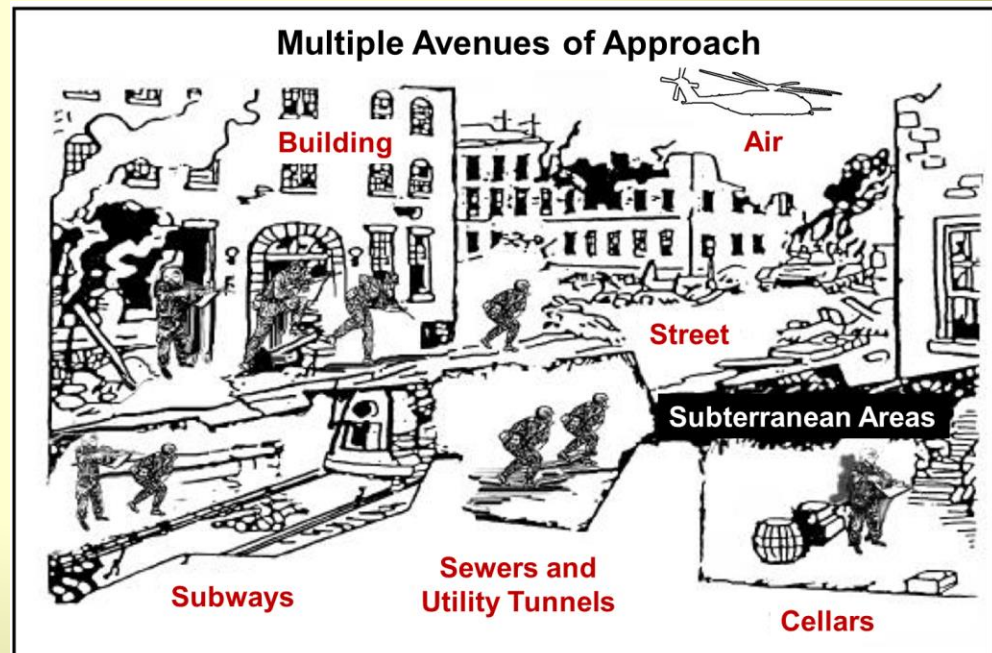 Multiple Avenues of Approach
Building
Air
Street
Subterranean Areas
Subways
Sewers and
Utility Tunnels
Cellars